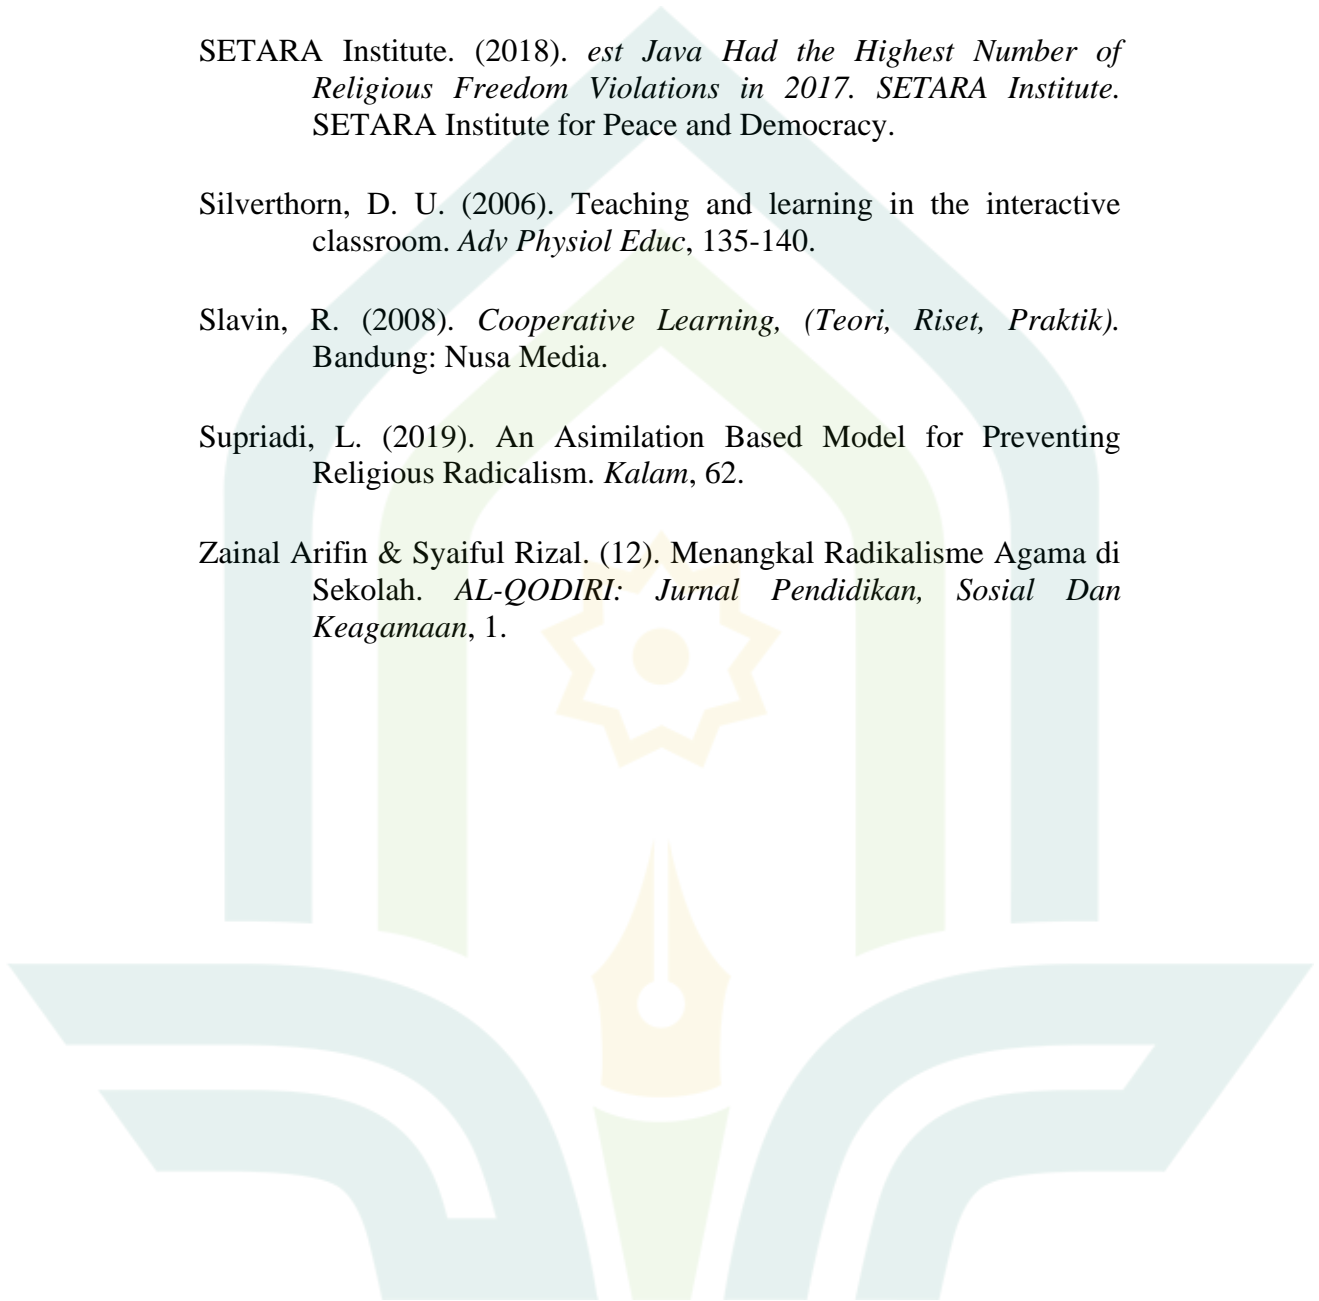 SETARA Institute. (2018). est Java Had the Highest Number of
Religious Freedom Violations in 2017. SETARA Institute.
SETARA Institute for Peace and Democracy.
Silverthorn, D. U. (2006). Teaching and learning in the interactive
classroom. Adv Physiol Educ, 135-140.
Slavin, R. (2008). Cooperative Learning, (Teori, Riset, Praktik).
Bandung: Nusa Media.
Supriadi, L. (2019). An Asimilation Based Model for Preventing
Religious Radicalism. Kalam, 62.
Zainal Arifin & Syaiful Rizal. (12). Menangkal Radikalisme Agama di
Sekolah. AL-QODIRI: Jurnal Pendidikan, Sosial Dan
Keagamaan, 1.